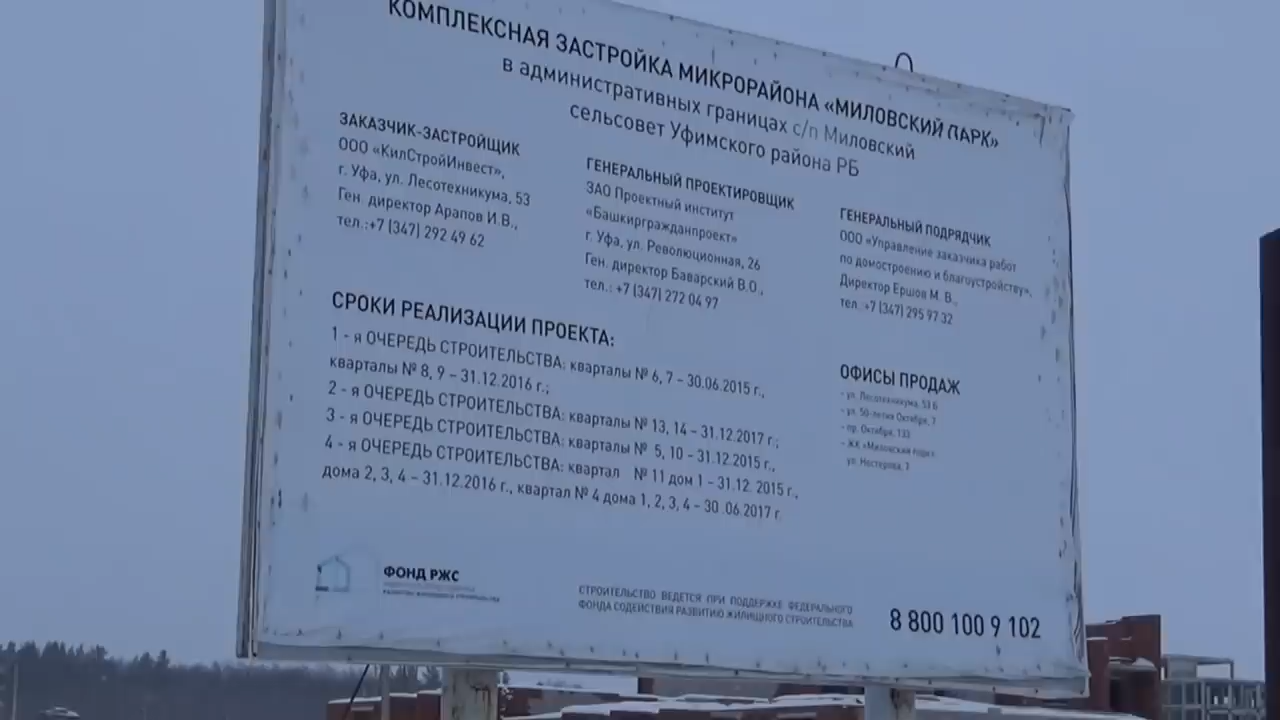 КОМПЛЕКСНАЯ ЗАСТРОЙКА МИКРОРАЙОНА «МИЛОВСКИЙ ПАРК»
в административных границах с/п Миловский
сельсовет Уфимского района РБ
ЗАКАЗЧИК-ЗАСТРОЙЩИК
ООО «КилСтройИнвест»,
г. Уфа, ул. Лесотехникума, 53
Ген. директор Арапов И.В.,
тел.:+7 (347) 292 49 62
ГЕНЕРАЛЬНЫЙ ПРОЕКТИРОВЩИК
ЗАО Проектный институт
«Башкиргражданпроект»
г. Уфа, ул. Революционная, 26
Ген. директор Баварский В.О.,
тел.: +7 (347) 272 04 97
ГЕНЕРАЛЬНЫЙ ПОДРЯДЧИК
ООО «Управление заказчика работ
по домостроению и благоустройству»,
Директор Ершов М. В.,
тел. :+7 (347) 295 97 32
СРОКИ РЕАЛИЗАЦИИ ПРОЕКТА:
1 - я ОЧЕРЕДЬ СТРОИТЕЛЬСТВА: кварталы № 6, 7 – 30.06.2015 г.,
кварталы № 8, 9 – 31.12.2016 г.;
2 - я ОЧЕРЕДЬ СТРОИТЕЛЬСТВА: кварталы № 13, 14 – 31.12.2017 г.;
3 - я ОЧЕРЕДЬ СТРОИТЕЛЬСТВА: кварталы № 5, 10 - 31.12.2015 г.,
4 - я ОЧЕРЕДЬ СТРОИТЕЛЬСТВА: квартал № 11 дом 1 - 31.12. 2015 г.,
дома 2, 3, 4 – 31.12.2016 г., квартал № 4 дома 1, 2, 3, 4 – 30 .06.2017 г.
ОФИСЫ ПРОДАЖ
- ул. Лесотехникума, 53 Б
- ул. 50-летия Октября, 7
- пр. Октября, 133
- ЖК «Миловский парк»
ул. Нестерова, 7
ФОНД РЖС
СТРОИТЕЛЬСТВО ВЕДЕТСЯ ПРИ ПОДДЕРЖКЕ ФЕДЕРАЛЬНОГО
ФОНДА СОДЕЙСТВИЯ РАЗВИТИЮ ЖИЛИЩНОГО СТРОИТЕЛЬСТВА
8 800 100 9 102